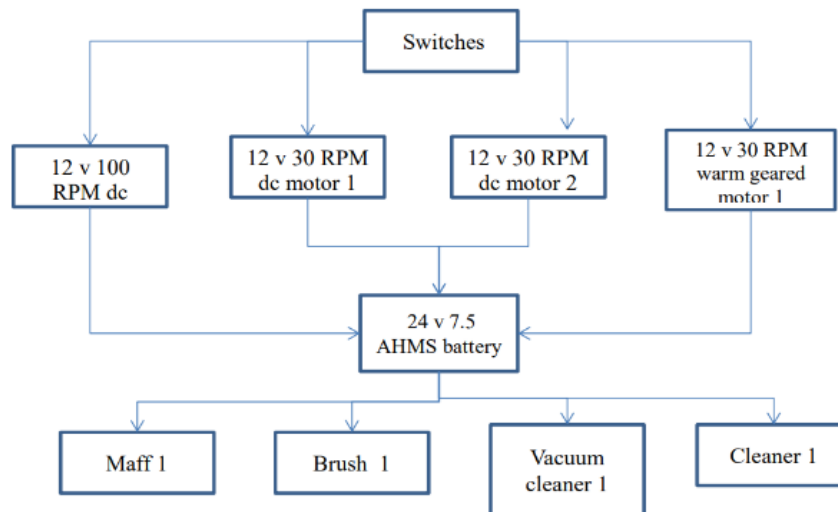 Switches
12 v 100
RPM dc
12 v 30 RPM
dc motor 1
12 v 30 RPM
dc motor 2
12 v 30 RPM
warm geared
motor 1
24 v 7.5
AHMS battery
Maff 1
Brush 1
Vacuum
cleaner 1
Cleaner 1